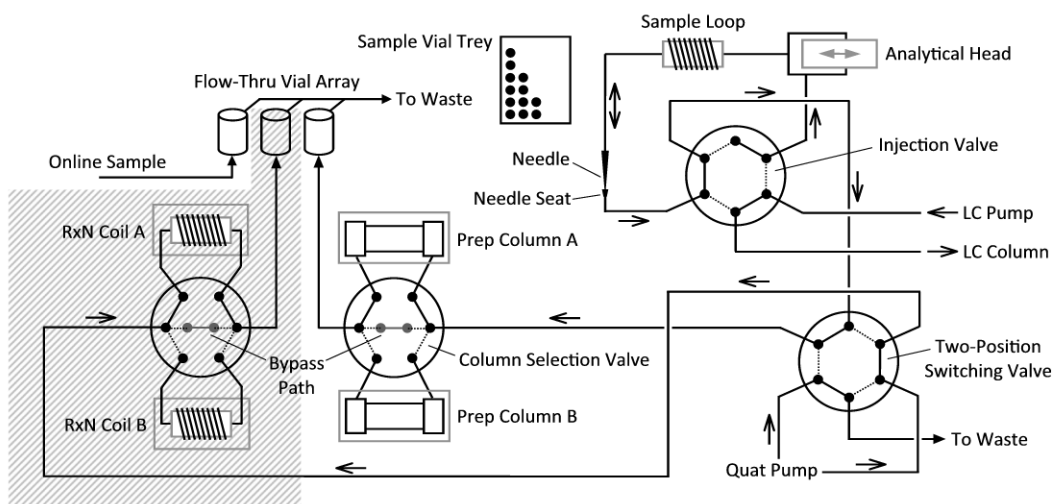 Sample Loop
Sample Vial Trey
Analytical Head
Flow-Thru Vial Array
To Waste
Online Sample
Needle
Needle Seat
Injection Valve
LC Pump
LC Column
RxN Coil A
Prep Column A
Bypass
Path
Column Selection Valve
Two-Position
Switching Valve
RxN Coil B
Prep Column B
To Waste
Quat Pump